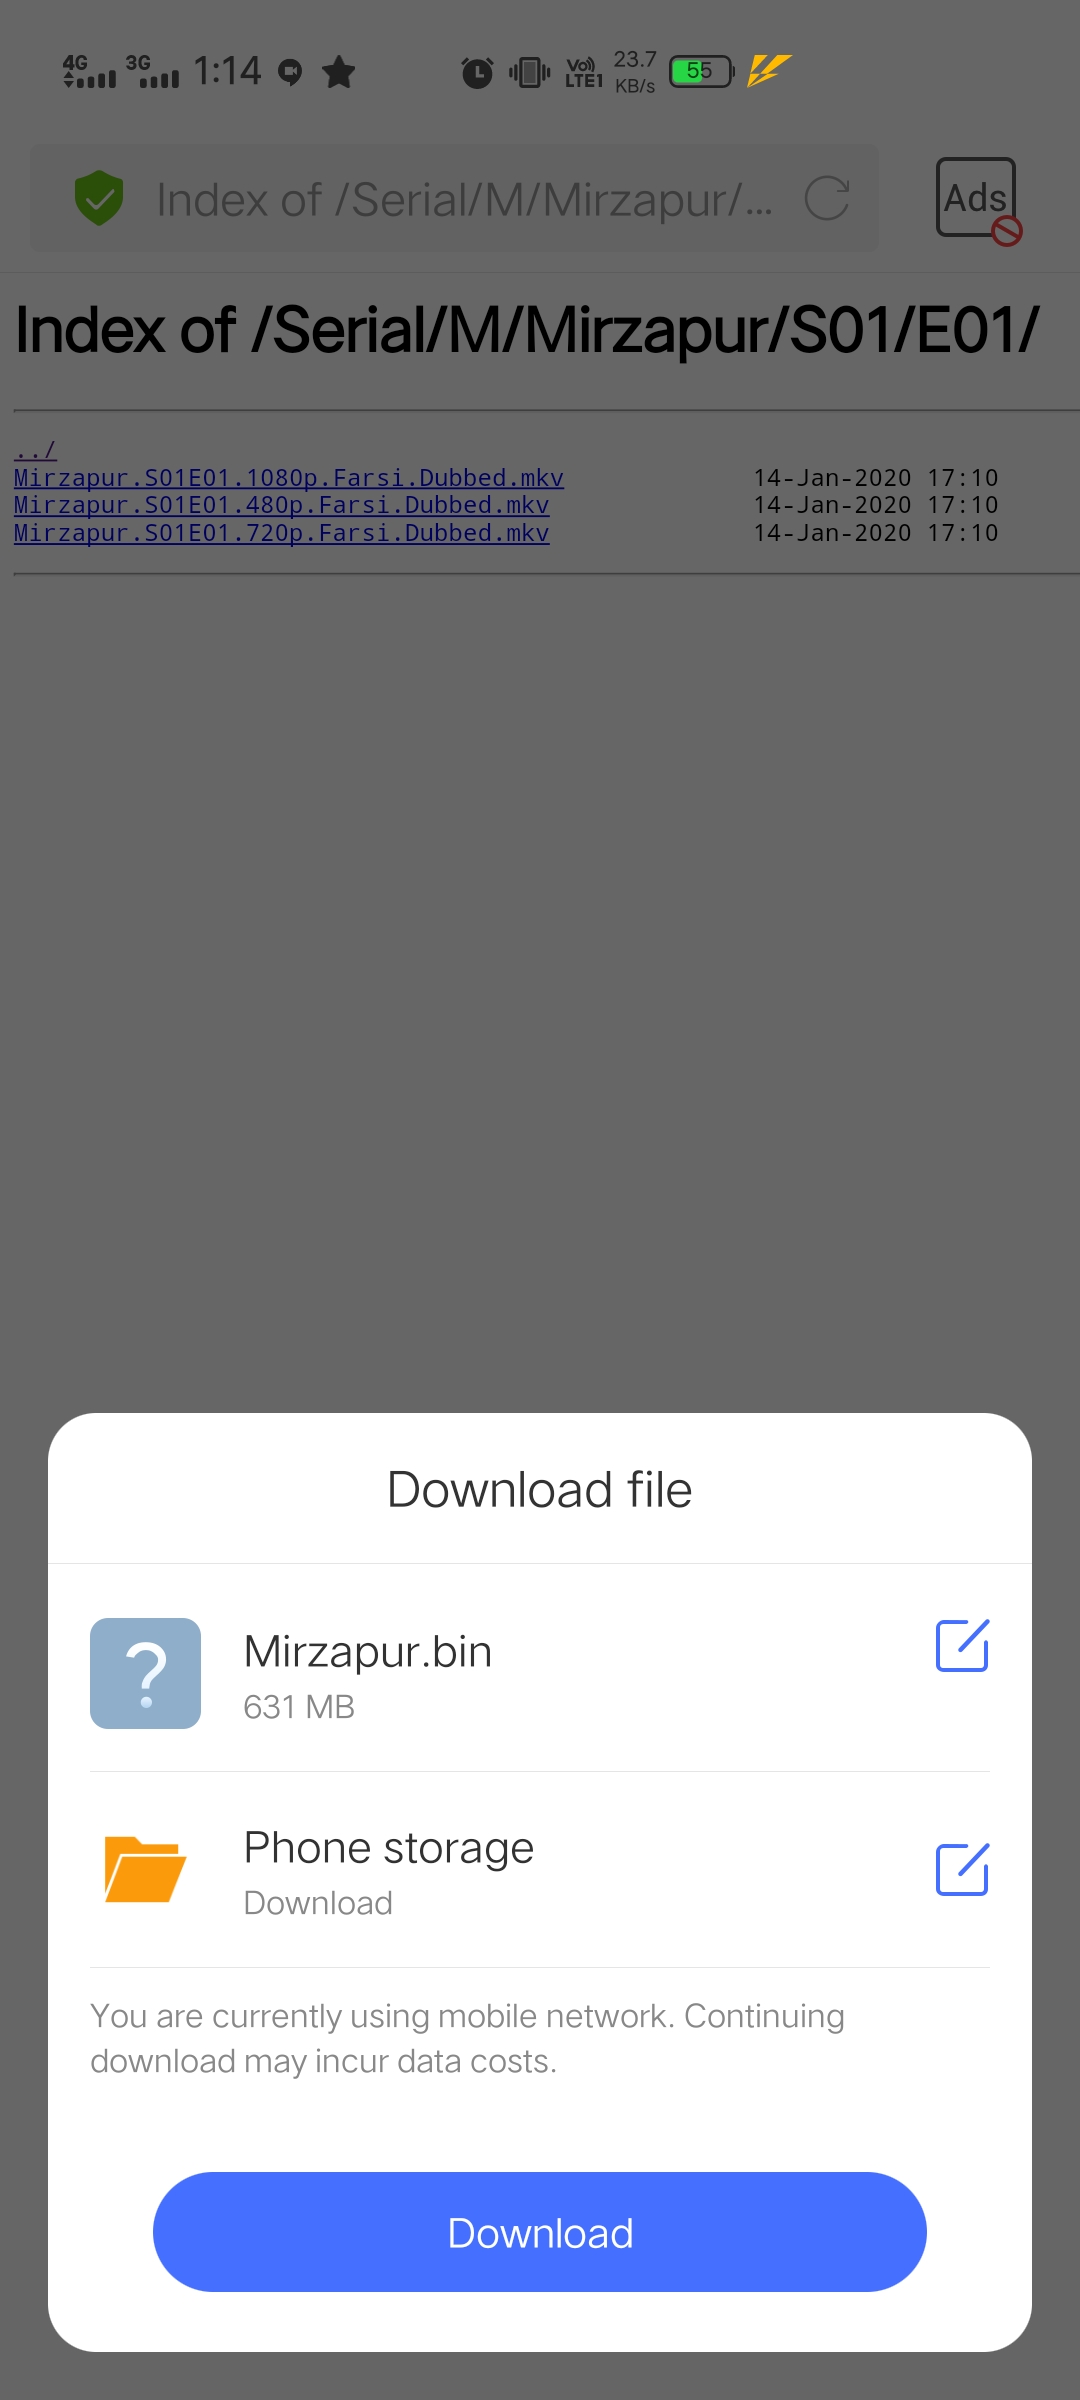 4G 3G 1:14 VoD LTE1 23.7 KB/s 55
Index of /Serial/M/Mirzapur/... Ads
Index of /Serial/M/Mirzapur/S01/E01/
../
Mirzapur.S01E01.1080p.Farsi.Dubbed.mkv 14-Jan-2020 17:10
Mirzapur.S01E01.480p.Farsi.Dubbed.mkv 14-Jan-2020 17:10
Mirzapur.S01E01.720p.Farsi.Dubbed.mkv 14-Jan-2020 17:10
Download file
?
Mirzapur.bin
631 MB
Phone storage
Download
You are currently using mobile network. Continuing
download may incur data costs.
Download